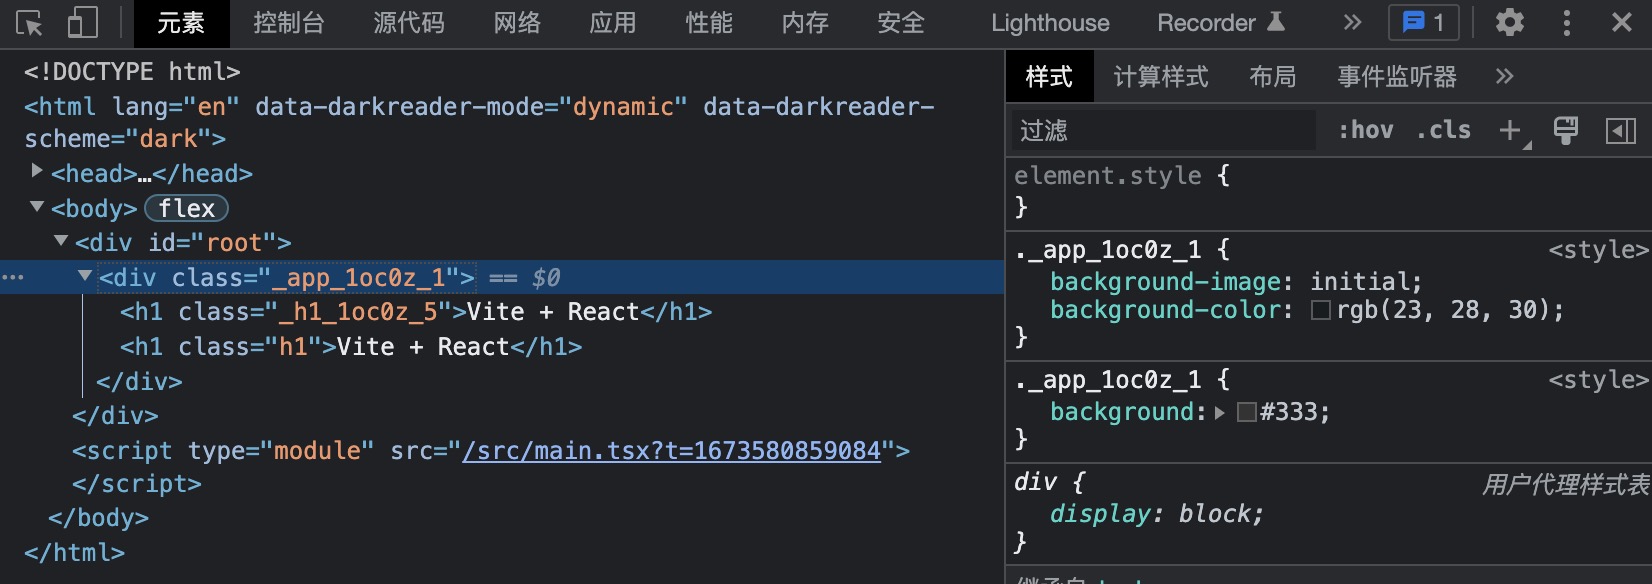 元素 控制台 源代码 网络 应用 性能 内存 安全 Lighthouse Recorder 1
<!DOCTYPE html>
<html lang="en" data-darkreader-mode="dynamic" data-darkreader-
scheme="dark">
<head>…</head>
<body> flex
<div id="root">
<div class="_app_1oc0z_1"> == $0
<h1 class="_h1_1oc0z_5">Vite + React</h1>
<h1 class="h1">Vite + React</h1>
</div>
</div>
<script type="module" src="/src/main.tsx?t=1673580859084">
</script>
</body>
</html>
样式 计算样式 布局 事件监听器
过滤 :hov .cls
element.style {
}
._app_1oc0z_1 { <style>
background-image: initial;
background-color: rgb(23, 28, 30);
}
._app_1oc0z_1 { <style>
background: #333;
}
div { 用户代理样式表
display: block;
}